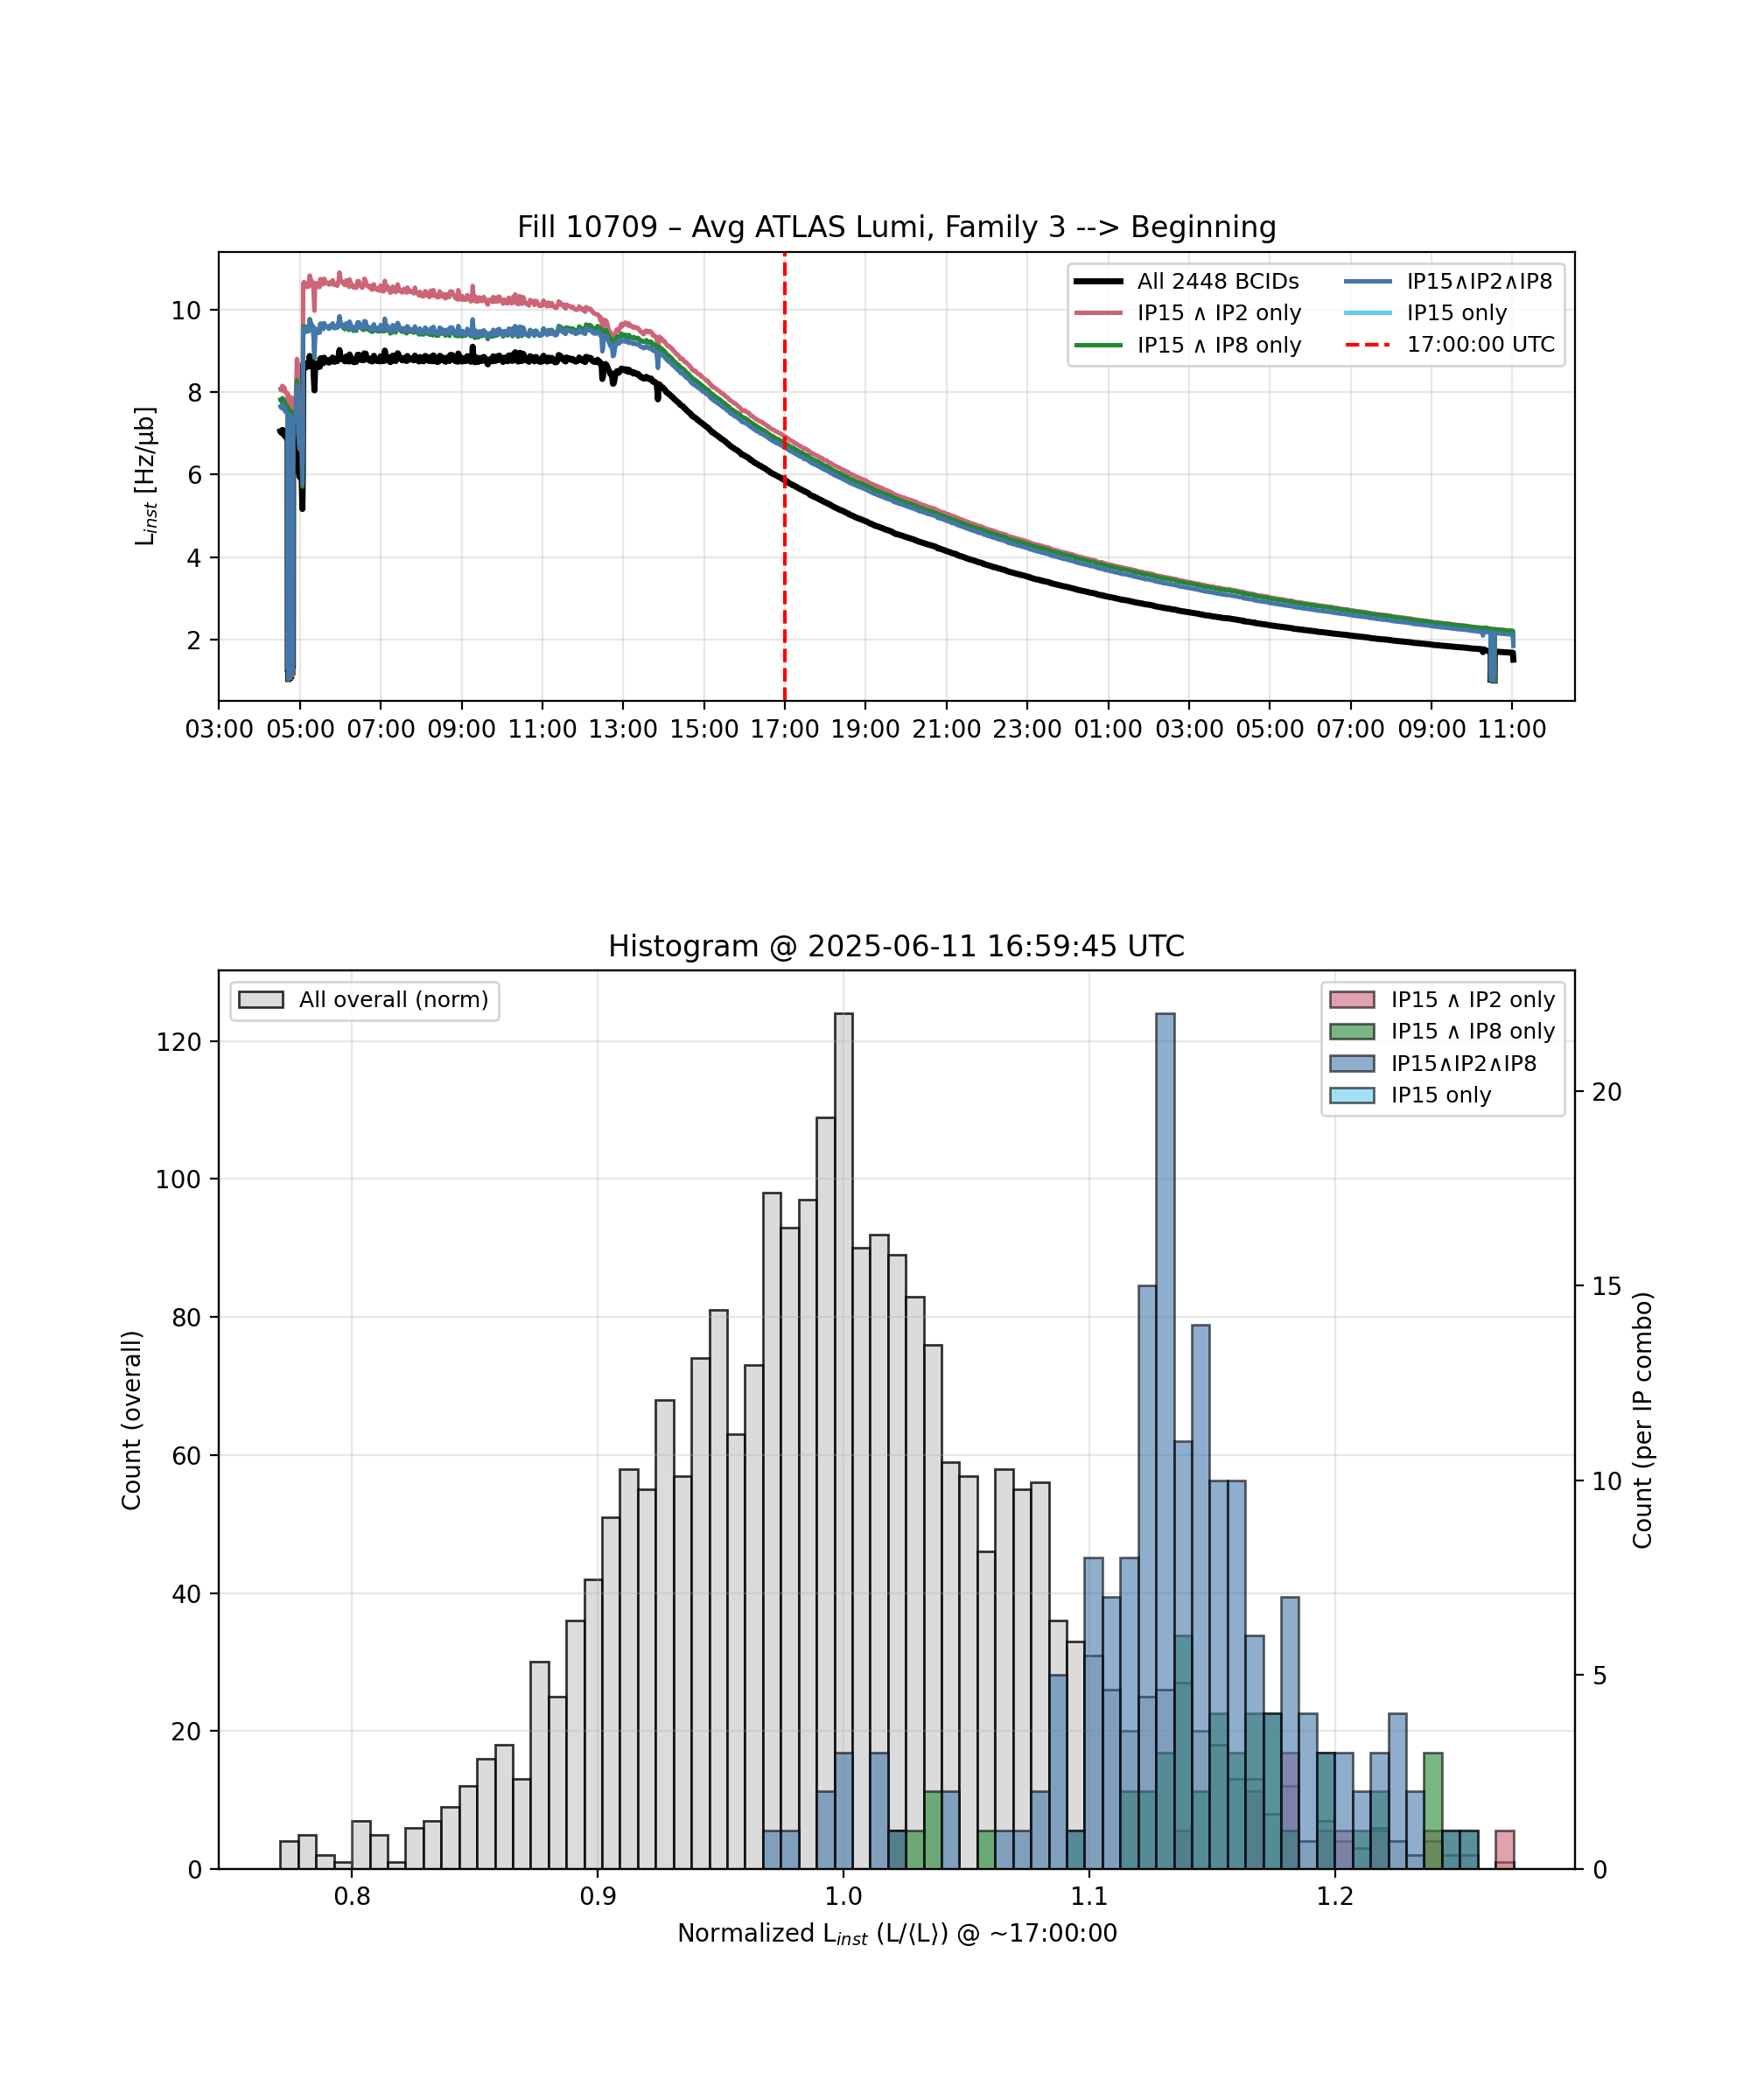 Fill 10709 – Avg ATLAS Lumi, Family 3 --> Beginning
L_inst [Hz/μb]
10
8
6
4
2
All 2448 BCIDs
IP15 ∧ IP2 only
IP15 ∧ IP8 only
IP15∧IP2∧IP8
IP15 only
17:00:00 UTC
03:00 05:00 07:00 09:00 11:00 13:00 15:00 17:00 19:00 21:00 23:00 01:00 03:00 05:00 07:00 09:00 11:00
Histogram @ 2025-06-11 16:59:45 UTC
All overall (norm)
IP15 ∧ IP2 only
IP15 ∧ IP8 only
IP15∧IP2∧IP8
IP15 only
Count (overall)
120
100
80
60
40
20
0
Count (per IP combo)
20
15
10
5
0
0.8 0.9 1.0 1.1 1.2
Normalized L_inst (L/⟨L⟩) @ ~17:00:00